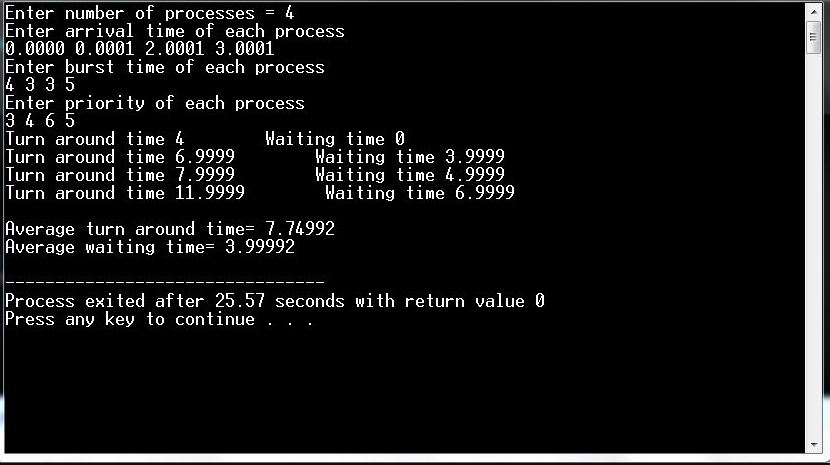 Enter number of processes = 4
Enter arrival time of each process
0.0000 0.0001 2.0001 3.0001
Enter burst time of each process
4 3 3 5
Enter priority of each process
3 4 6 5
Turn around time 4 Waiting time 0
Turn around time 6.9999 Waiting time 3.9999
Turn around time 7.9999 Waiting time 4.9999
Turn around time 11.9999 Waiting time 6.9999
Average turn around time= 7.74992
Average waiting time= 3.99992
--------------------------------
Process exited after 25.57 seconds with return value 0
Press any key to continue . . .